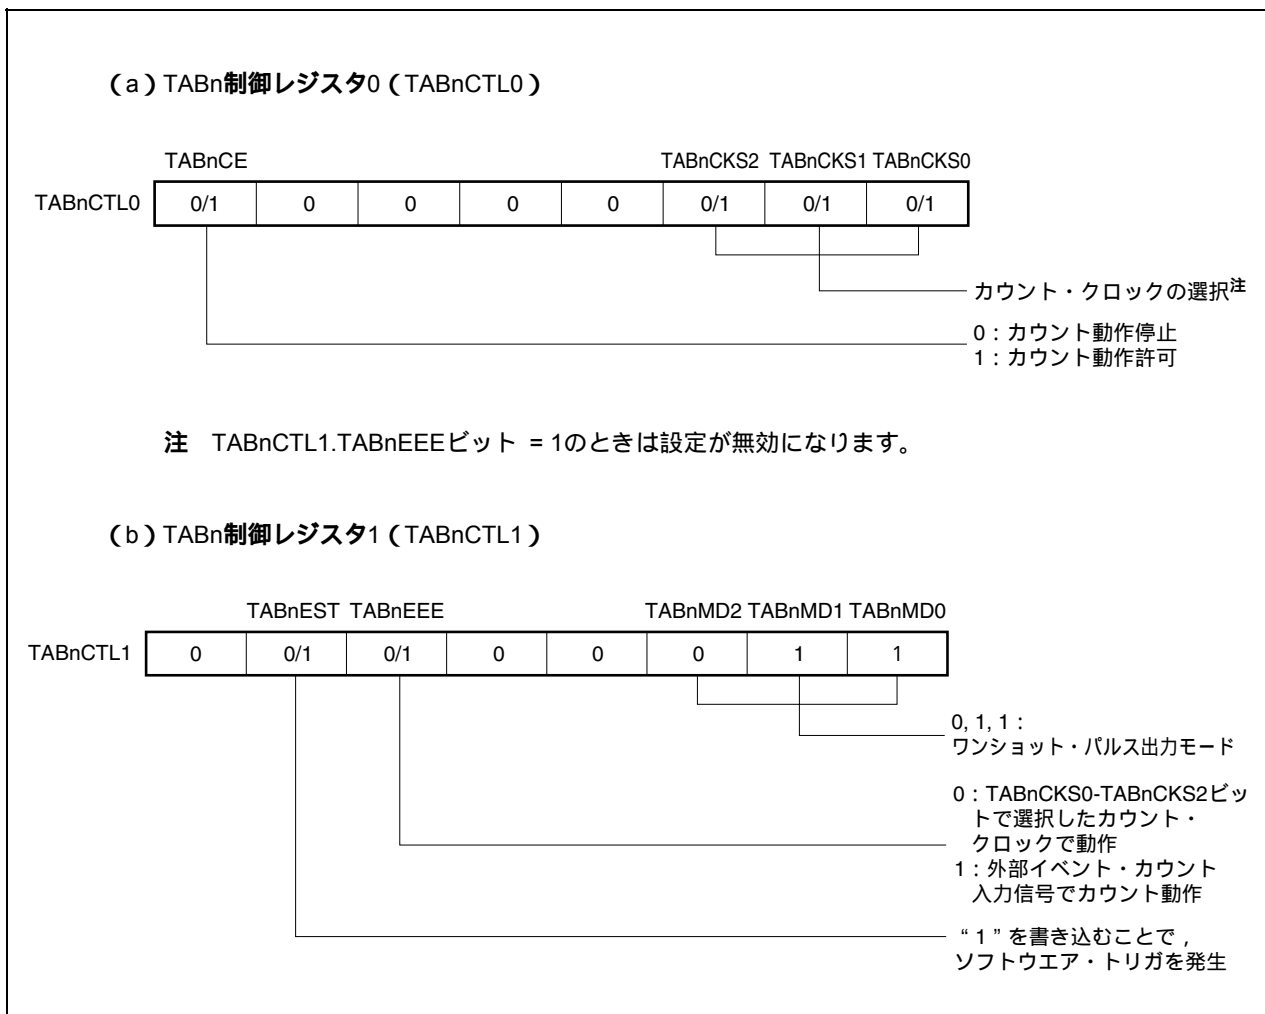 （a）TABn制御レジスタ0（TABnCTL0）
TABnCE TABnCKS2 TABnCKS1 TABnCKS0
TABnCTL0 0/1 0 0 0 0 0/1 0/1 0/1
カウント・クロックの選択注
0：カウント動作停止
1：カウント動作許可
注 TABnCTL1.TABnEEEビット = 1のときは設定が無効になります。
（b）TABn制御レジスタ1（TABnCTL1）
TABnEST TABnEEE TABnMD2 TABnMD1 TABnMD0
TABnCTL1 0 0/1 0/1 0 0 0 1 1
0, 1, 1：
ワンショット・パルス出力モード
0：TABnCKS0-TABnCKS2ビッ
トで選択したカウント・
クロックで動作
1：外部イベント・カウント
入力信号でカウント動作
“1”を書き込むことで，
ソフトウエア・トリガを発生